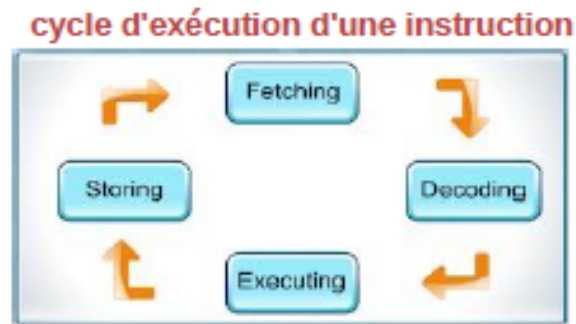 cycle d'exécution d'une instruction
Fetching
Storing
Decoding
Executing